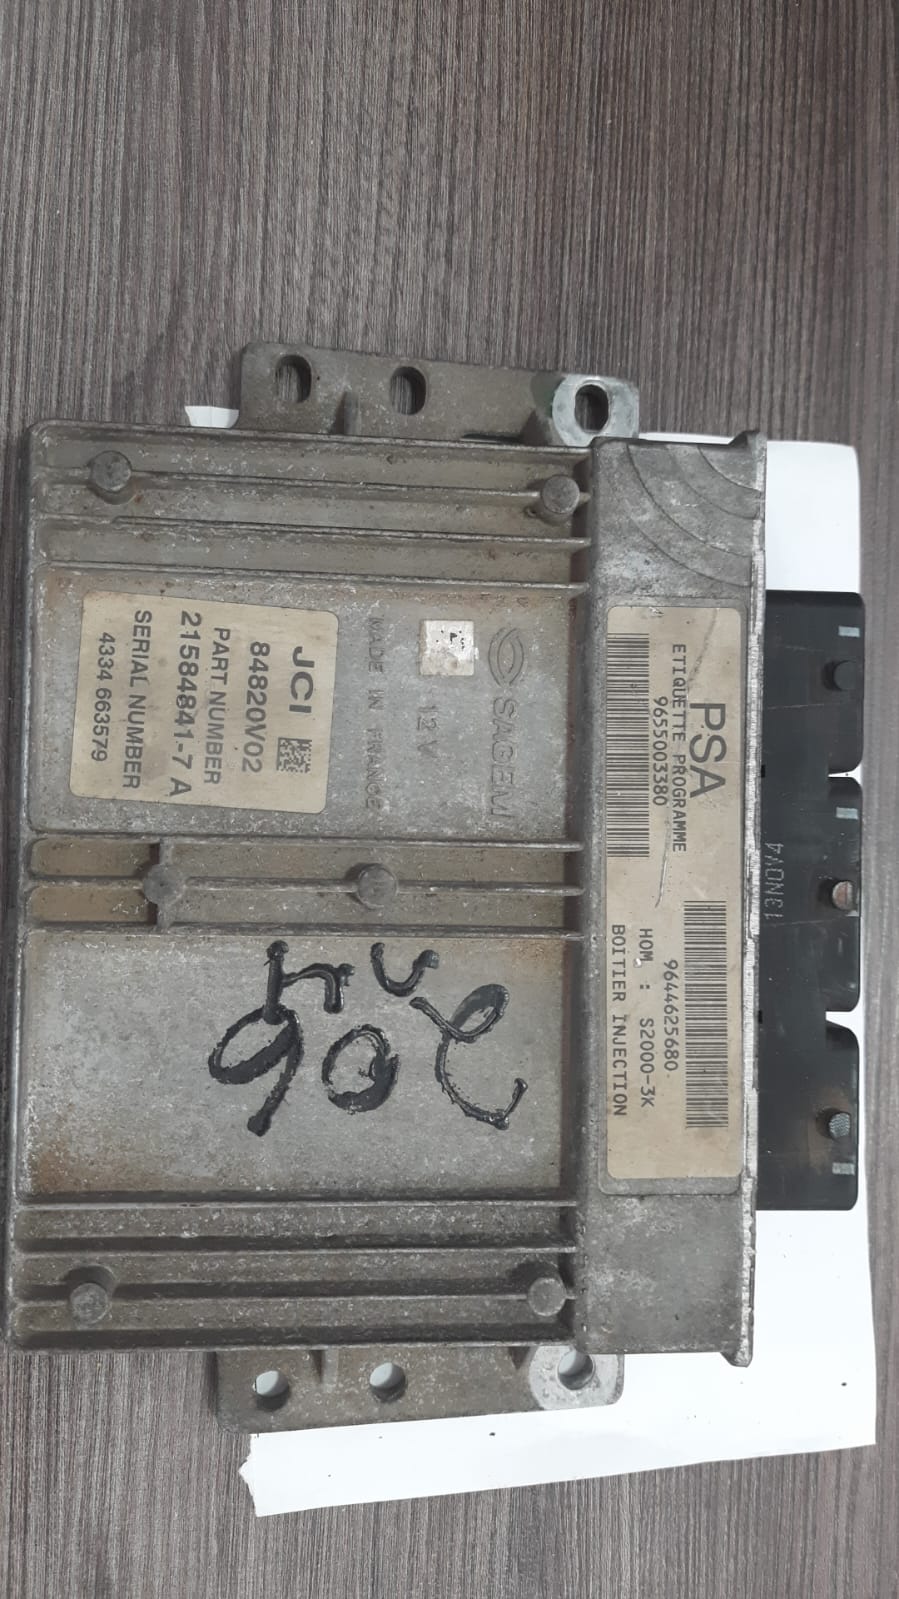 PSA
ETIQUETTE PROGRAMME
9655003380
9644625680
HOM. : S2000-3K
BOITIER INJECTION
SAGEM
12V
MADE IN FRANCE
JCI
84820W02
PART NUMBER
21584841-7 A
SERIAL NUMBER
4334 663579
206